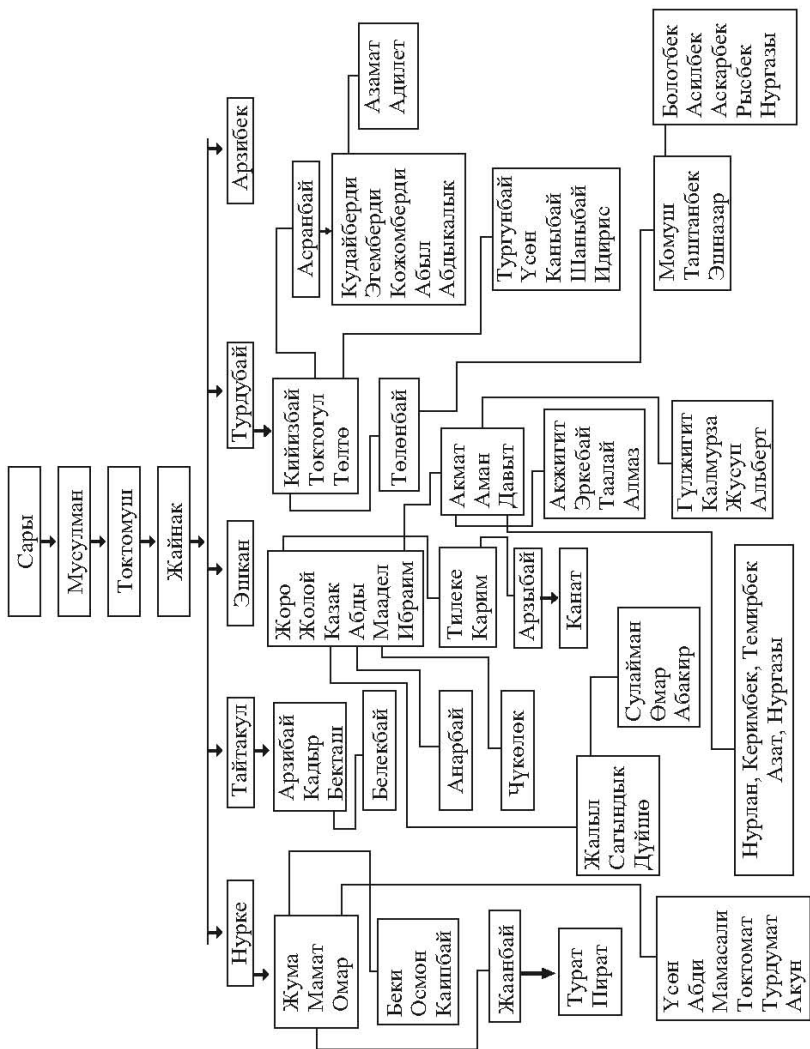 Сары
Мусулман
Токтомуш
Жайнак
Нурке
Тайтакул
Эшкан
Турдубай
Арзибек
Жума
Мамат
Омар
Беки
Осмон
Каипбай
Жаанбай
Турат
Пират
Үсөн
Абди
Мамасали
Токтомат
Турдумат
Акун
Арзибай
Кадыр
Бекташ
Белекбай
Жоро
Жолой
Казак
Абды
Маадел
Ибраим
Анарбай
Чүкөлөк
Жалыл
Сагындык
Дүйшө
Сулайман
Өмар
Абакир
Тилеке
Карим
Арзыбай
Канат
Акмат
Аман
Давыт
Акжигит
Эркебай
Таалай
Алмаз
Гүлжигит
Калмурза
Жусуп
Альберт
Нурлан, Керимбек, Темирбек
Азат, Нургазы
Кийизбай
Токтогул
Төлтө
Төлөнбай
Асранбай
Кудайберди
Эгемберди
Кожомберди
Абыл
Абдыкалык
Азамат
Адилет
Тургунбай
Үсөн
Каныбай
Шаныбай
Идирис
Момуш
Таштанбек
Эшназар
Болотбек
Асилбек
Аскарбек
Рысбек
Нургазы